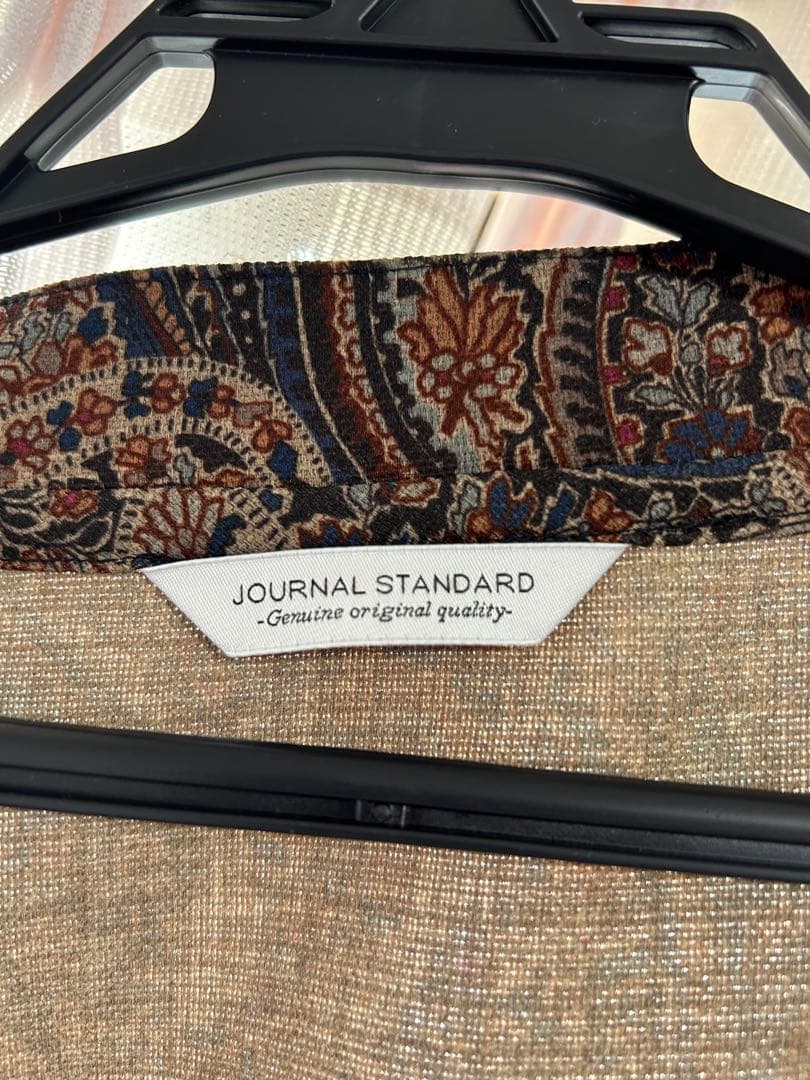 JOURNAL STANDARD
-Genuine original quality-